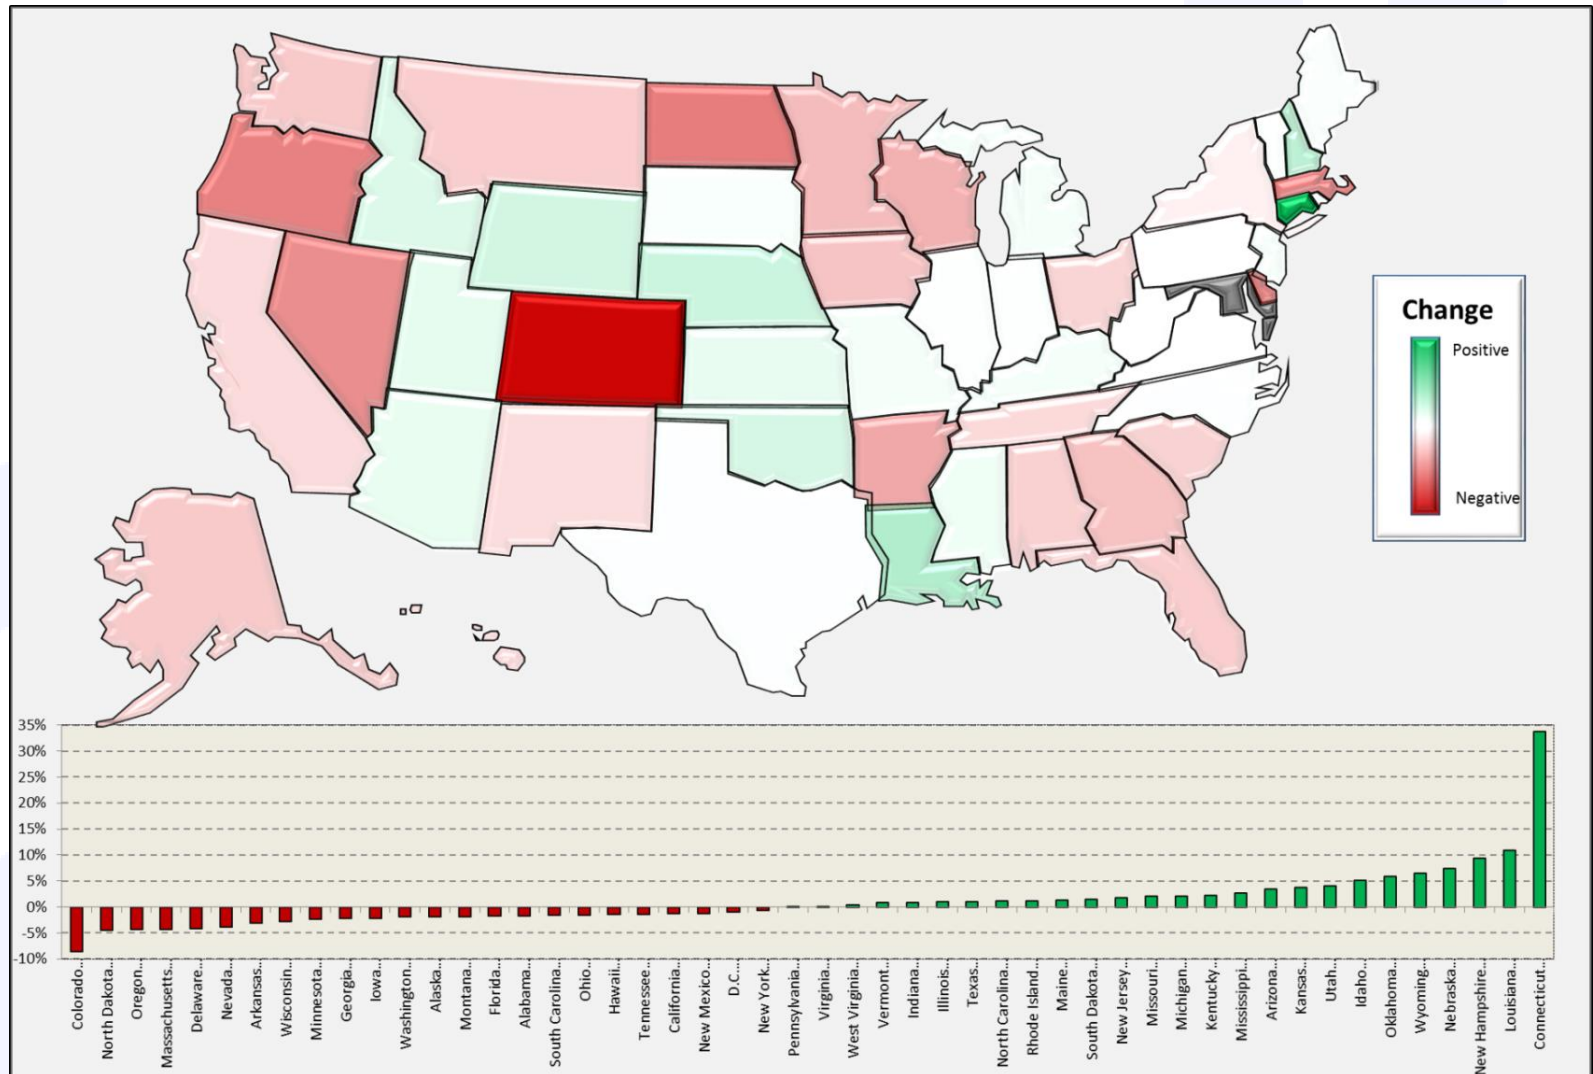 Change
Positive
Negative
35%
30%
25%
20%
15%
10%
5%
0%
-5%
-10%
Colorado...
North Dakota...
Oregon...
Massachusetts...
Delaware...
Nevada...
Arkansas...
Wisconsin...
Minnesota...
Georgia...
Iowa...
Washington...
Alaska...
Montana...
Florida...
Alabama...
South Carolina...
Ohio...
Hawaii...
Tennessee...
California...
New Mexico...
D.C....
New York...
Pennsylvania...
Virginia...
West Virginia...
Vermont...
Indiana...
Illinois...
Texas...
North Carolina...
Rhode Island...
Maine...
South Dakota...
New Jersey...
Missouri...
Michigan...
Kentucky...
Mississippi...
Arizona...
Kansas...
Utah...
Idaho...
Oklahoma...
Wyoming...
Nebraska...
New Hampshire...
Louisiana...
Connecticut...